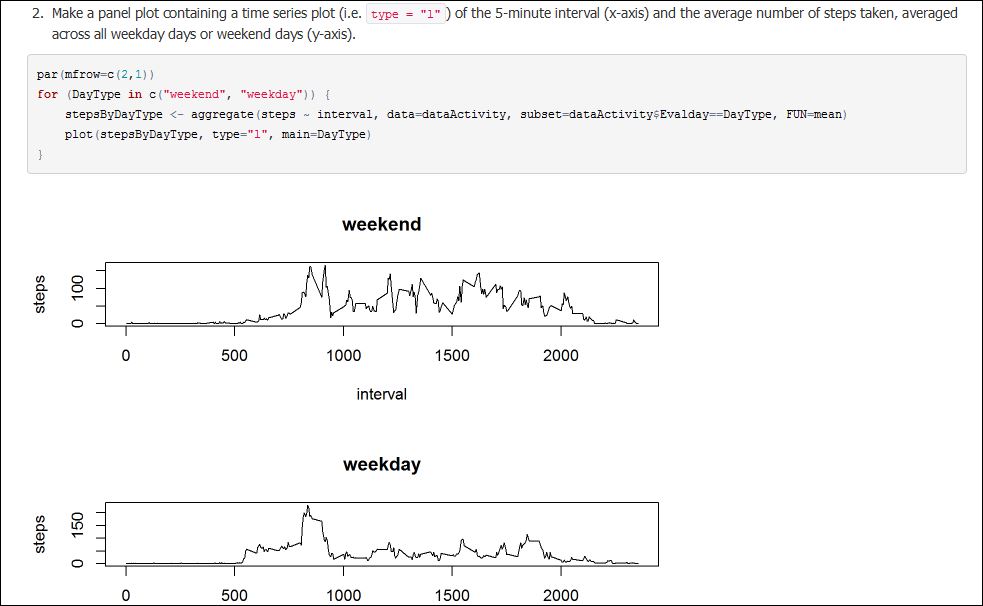 2. Make a panel plot containing a time series plot (i.e. type = "l" ) of the 5-minute interval (x-axis) and the average number of steps taken, averaged
across all weekday days or weekend days (y-axis).
par(mfrow=c(2,1))
for (DayType in c("weekend", "weekday")) {
    stepsByDayType <- aggregate(steps ~ interval, data=dataActivity, subset=dataActivity$Evalday==DayType, FUN=mean)
    plot(stepsByDayType, type="l", main=DayType)
}
weekend
steps
100
0
0 500 1000 1500 2000
interval
weekday
steps
150
0
0 500 1000 1500 2000